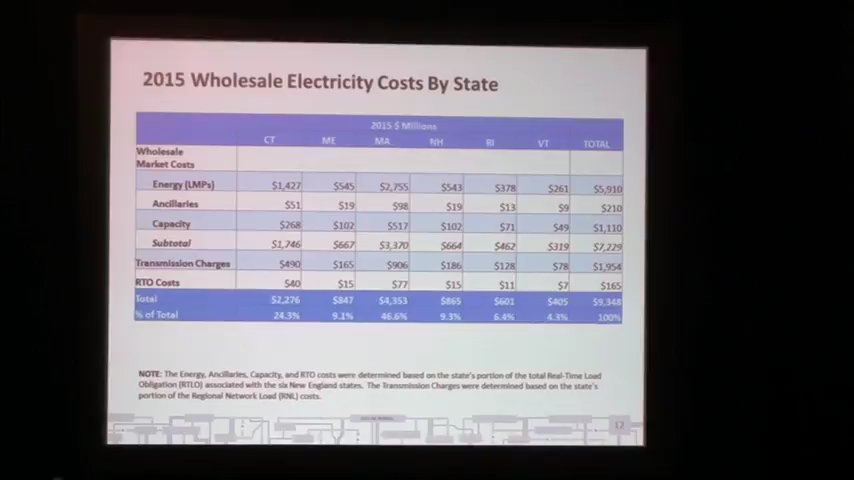 2015 Wholesale Electricity Costs By State
2015 $ Millions
CT ME MA NH RI VT TOTAL
Wholesale
Market Costs
Energy (LMPs) $1,427 $545 $2,755 $543 $378 $261 $5,910
Ancillaries $51 $19 $98 $19 $13 $9 $210
Capacity $268 $102 $517 $102 $71 $49 $1,110
Subtotal $1,746 $667 $3,370 $664 $462 $319 $7,229
Transmission Charges $490 $165 $906 $186 $128 $78 $1,954
RTO Costs $40 $15 $77 $15 $11 $7 $165
Total $2,276 $847 $4,353 $865 $601 $405 $9,348
% of Total 24.3% 9.1% 46.6% 9.3% 6.4% 4.3% 100%
NOTE: The Energy, Ancillaries, Capacity, and RTO costs were determined based on the state's portion of the total Real-Time Load
Obligation (RTLO) associated with the six New England states. The Transmission Charges were determined based on the state's
portion of the Regional Network Load (RNL) costs.
12